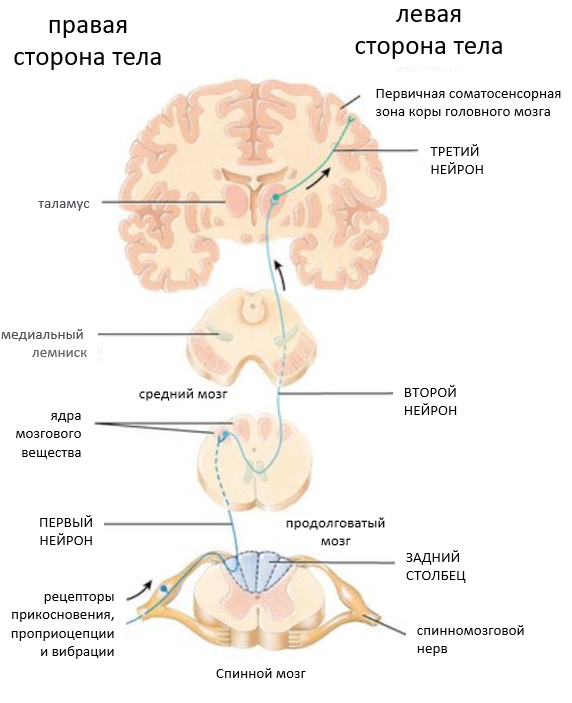 правая
сторона тела
левая
сторона тела
Первичная соматосенсорная
зона коры головного мозга
ТРЕТИЙ
НЕЙРОН
таламус
медиальный
лемниск
средний мозг
ВТОРОЙ
НЕЙРОН
ядра
мозгового
вещества
ПЕРВЫЙ
НЕЙРОН
продолговатый
мозг
ЗАДНИЙ
СТОЛБЕЦ
рецепторы
прикосновения,
проприоцепции
и вибрации
спинномозговой
нерв
Спинной мозг